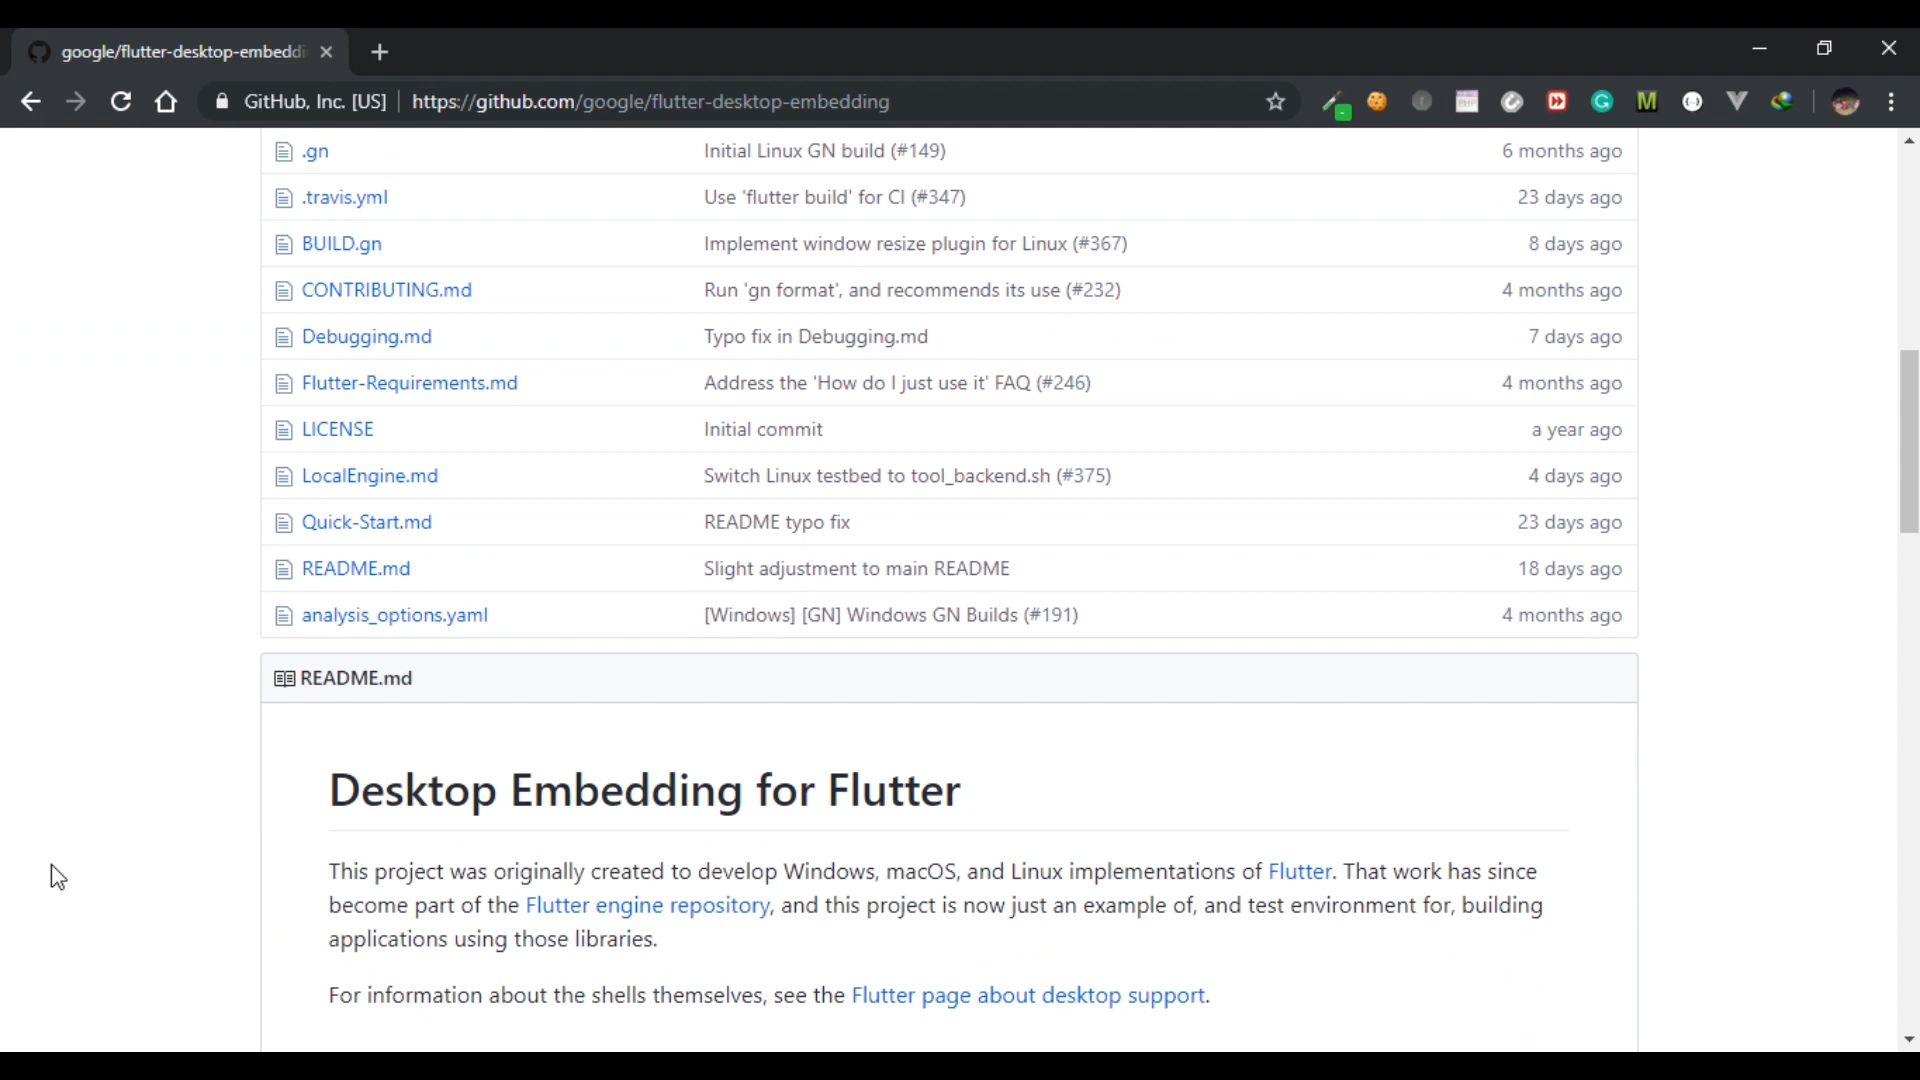 google/flutter-desktop-embeddi
GitHub, Inc. [US] https://github.com/google/flutter-desktop-embedding
.gn Initial Linux GN build (#149) 6 months ago
.travis.yml Use 'flutter build' for CI (#347) 23 days ago
BUILD.gn Implement window resize plugin for Linux (#367) 8 days ago
CONTRIBUTING.md Run 'gn format', and recommends its use (#232) 4 months ago
Debugging.md Typo fix in Debugging.md 7 days ago
Flutter-Requirements.md Address the 'How do I just use it' FAQ (#246) 4 months ago
LICENSE Initial commit a year ago
LocalEngine.md Switch Linux testbed to tool_backend.sh (#375) 4 days ago
Quick-Start.md README typo fix 23 days ago
README.md Slight adjustment to main README 18 days ago
analysis_options.yaml [Windows] [GN] Windows GN Builds (#191) 4 months ago
README.md
Desktop Embedding for Flutter
This project was originally created to develop Windows, macOS, and Linux implementations of Flutter. That work has since
become part of the Flutter engine repository, and this project is now just an example of, and test environment for, building
applications using those libraries.
For information about the shells themselves, see the Flutter page about desktop support.